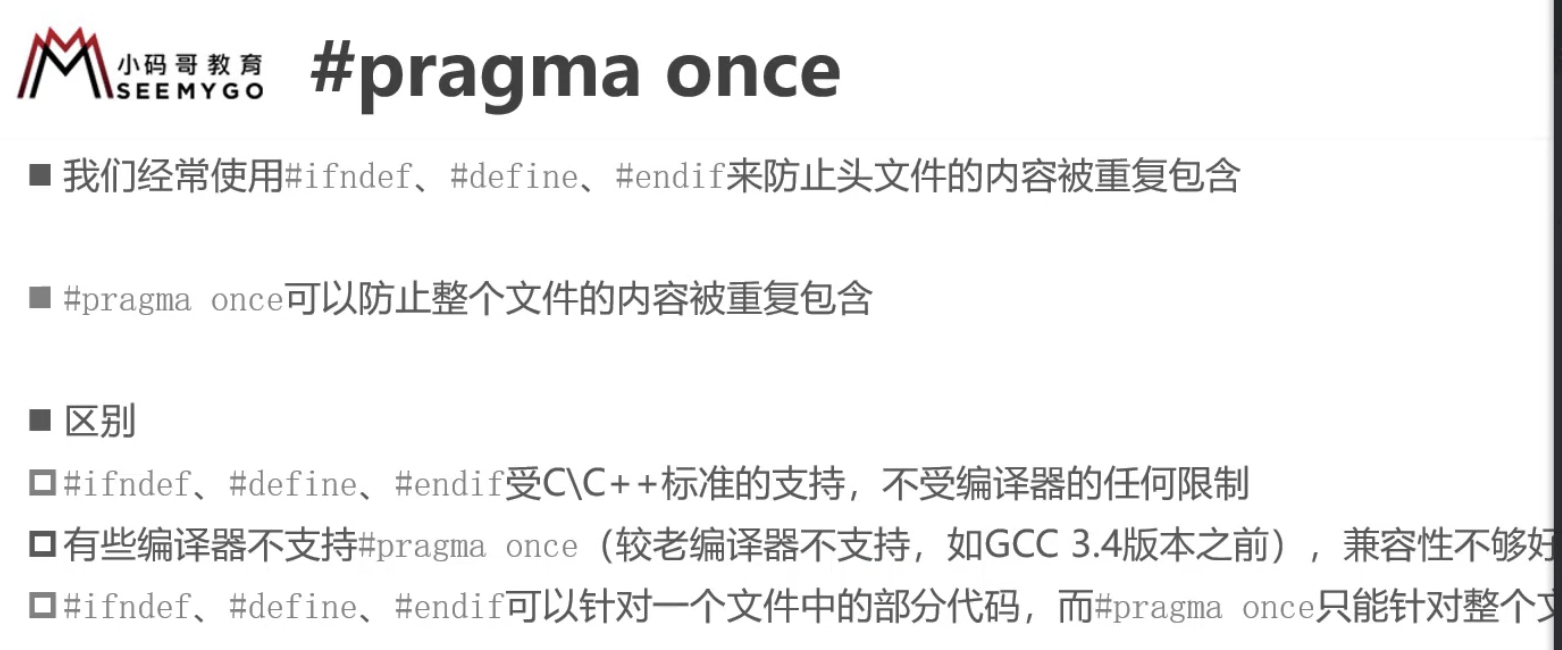 小码哥教育
SEEMYGO
#pragma once
我们经常使用#ifndef、#define、#endif来防止头文件的内容被重复包含
#pragma once可以防止整个文件的内容被重复包含
区别
#ifndef、#define、#endif受C\C++标准的支持，不受编译器的任何限制
有些编译器不支持#pragma once（较老编译器不支持，如GCC 3.4版本之前），兼容性不够好
#ifndef、#define、#endif可以针对一个文件中的部分代码，而#pragma once只能针对整个文